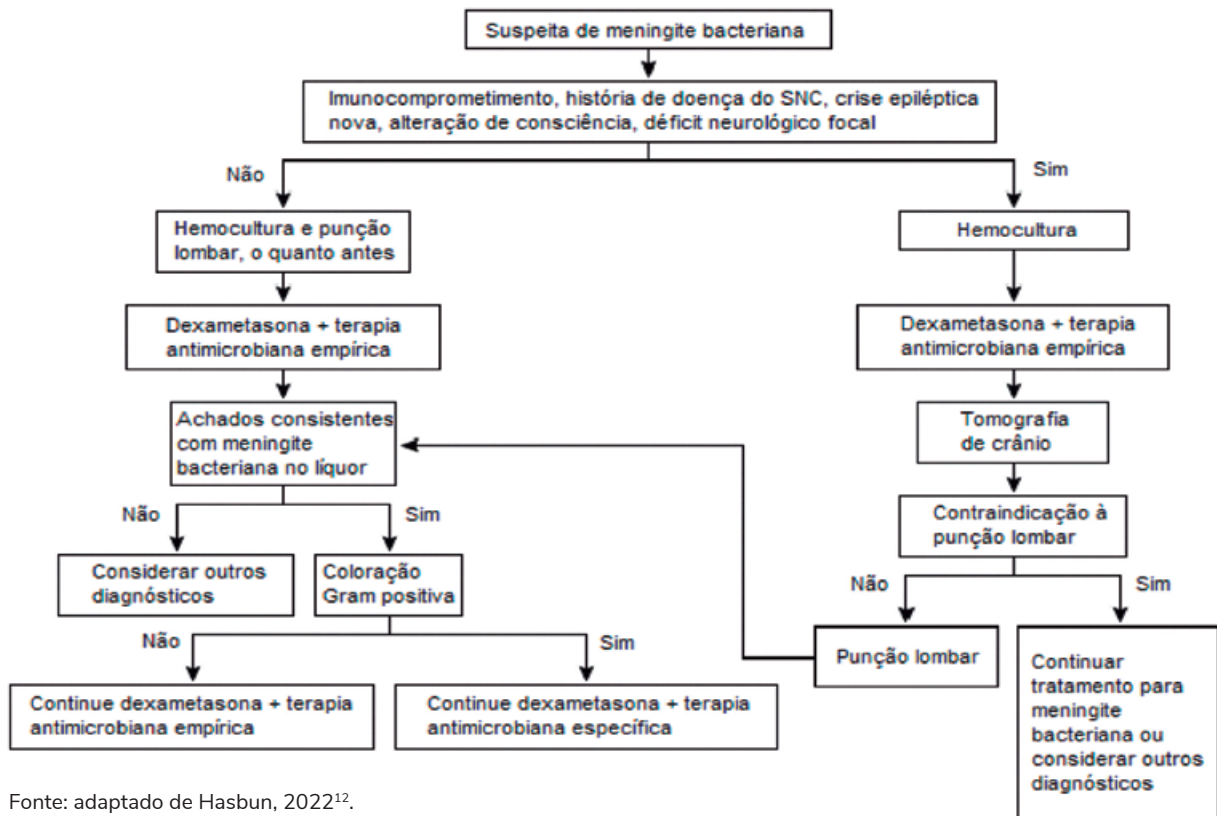 Suspeita de meningite bacteriana
Imunocomprometimento, história de doença do SNC, crise epiléptica
nova, alteração de consciência, déficit neurológico focal
Não
Sim
Hemocultura e punção
lombar, o quanto antes
Hemocultura
Dexametasona + terapia
antimicrobiana empírica
Dexametasona + terapia
antimicrobiana empírica
Achados consistentes
com meningite
bacteriana no líquor
Tomografia
de crânio
Contraindicação à
punção lombar
Não
Sim
Não
Sim
Considerar outros
diagnósticos
Coloração
Gram positiva
Punção lombar
Continuar
tratamento para
meningite
bacteriana ou
considerar outros
diagnósticos
Não
Sim
Continue dexametasona + terapia
antimicrobiana empírica
Continue dexametasona + terapia
antimicrobiana específica
Fonte: adaptado de Hasbun, 2022¹².